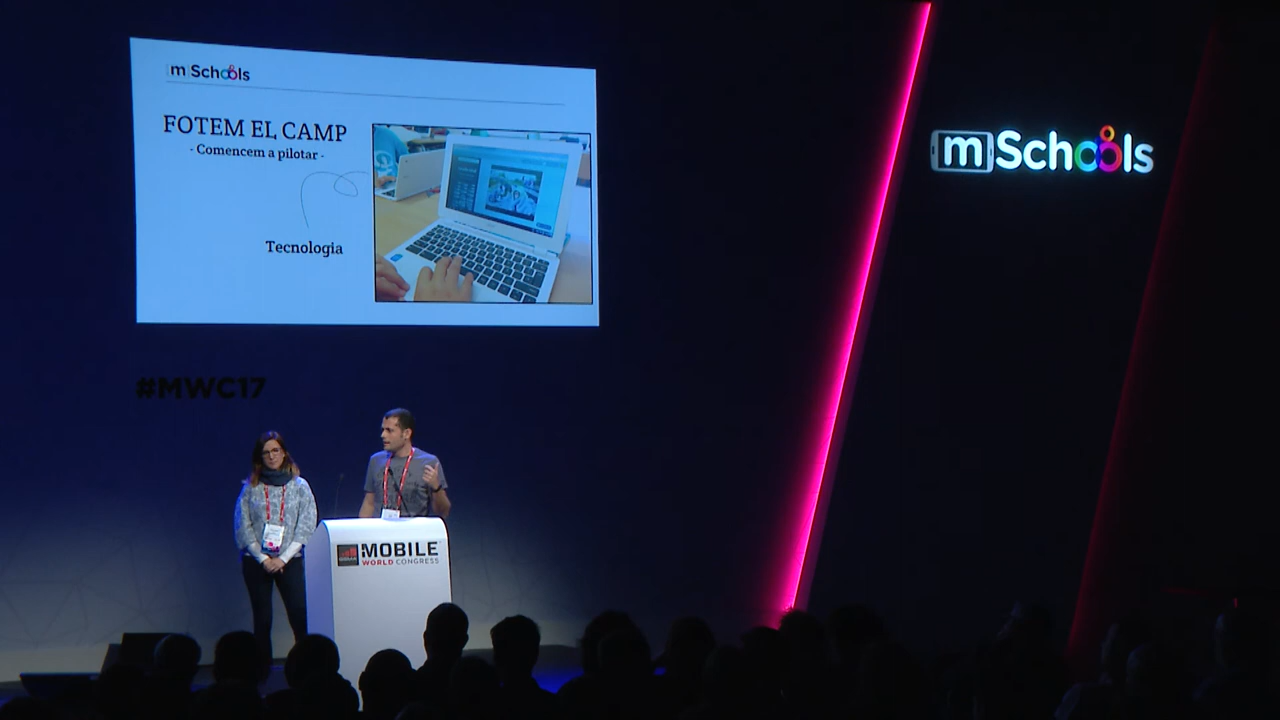 mSchools
FOTEM EL CAMP
- Comencem a pilotar -
Tecnologia
mSchools
#MWC17
MOBILE
WORLD CONGRESS